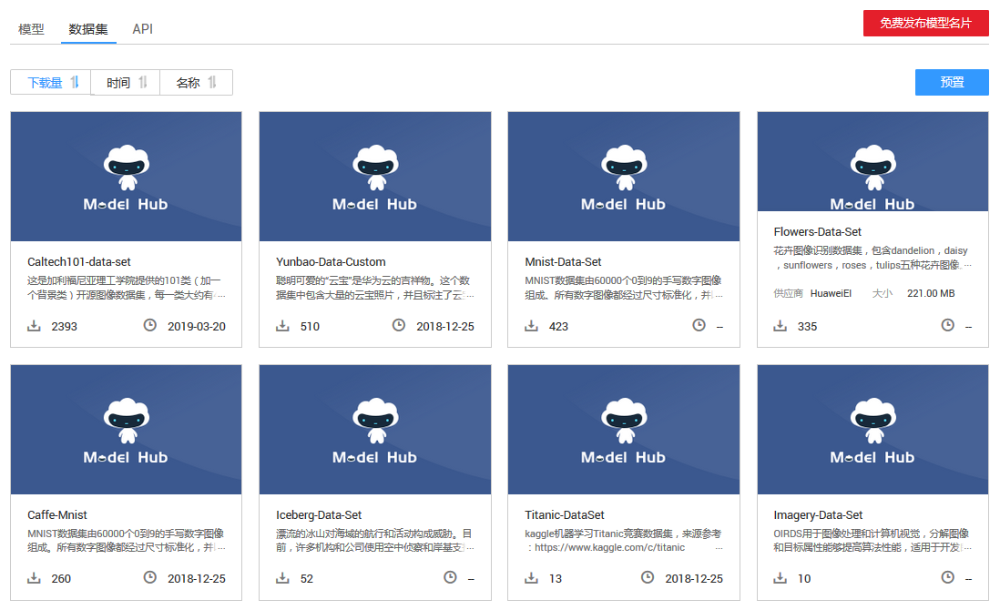 模型 数据集 API 免费发布模型名片
下载量 时间 名称 预置
Model Hub
Caltech101-data-set
这是加利福尼亚理工学院提供的101类（加一
个背景类）开源图像数据集，每一类大约有...
2393 2019-03-20
Model Hub
Yunbao-Data-Custom
聪明可爱的“云宝”是华为云的吉祥物。这个数
据集中包含大量的云宝照片，并且标注了云...
510 2018-12-25
Model Hub
Mnist-Data-Set
MNIST数据集由60000个0到9的手写数字图像
组成。所有数字图像都经过尺寸标准化，并...
423 --
Model Hub
Flowers-Data-Set
花卉图像识别数据集，包含dandelion，daisy
，sunflowers，roses，tulips五种花卉图像...
供应商 HuaweiEI 大小 221.00 MB
335 --
Model Hub
Caffe-Mnist
MNIST数据集由60000个0到9的手写数字图像
组成。所有数字图像都经过尺寸标准化，并...
260 2018-12-25
Model Hub
Iceberg-Data-Set
漂流的冰山对海域的航行和活动构成威胁。目
前，许多机构和公司使用空中侦察和岸基支...
52 --
Model Hub
Titanic-DataSet
kaggle机器学习Titanic竞赛数据集，来源参考
：https://www.kaggle.com/c/titanic ...
13 2018-12-25
Model Hub
Imagery-Data-Set
OIRDS用于图像处理和计算机视觉，分解图像
和目标属性能够提高算法性能，适用于开发...
10 --